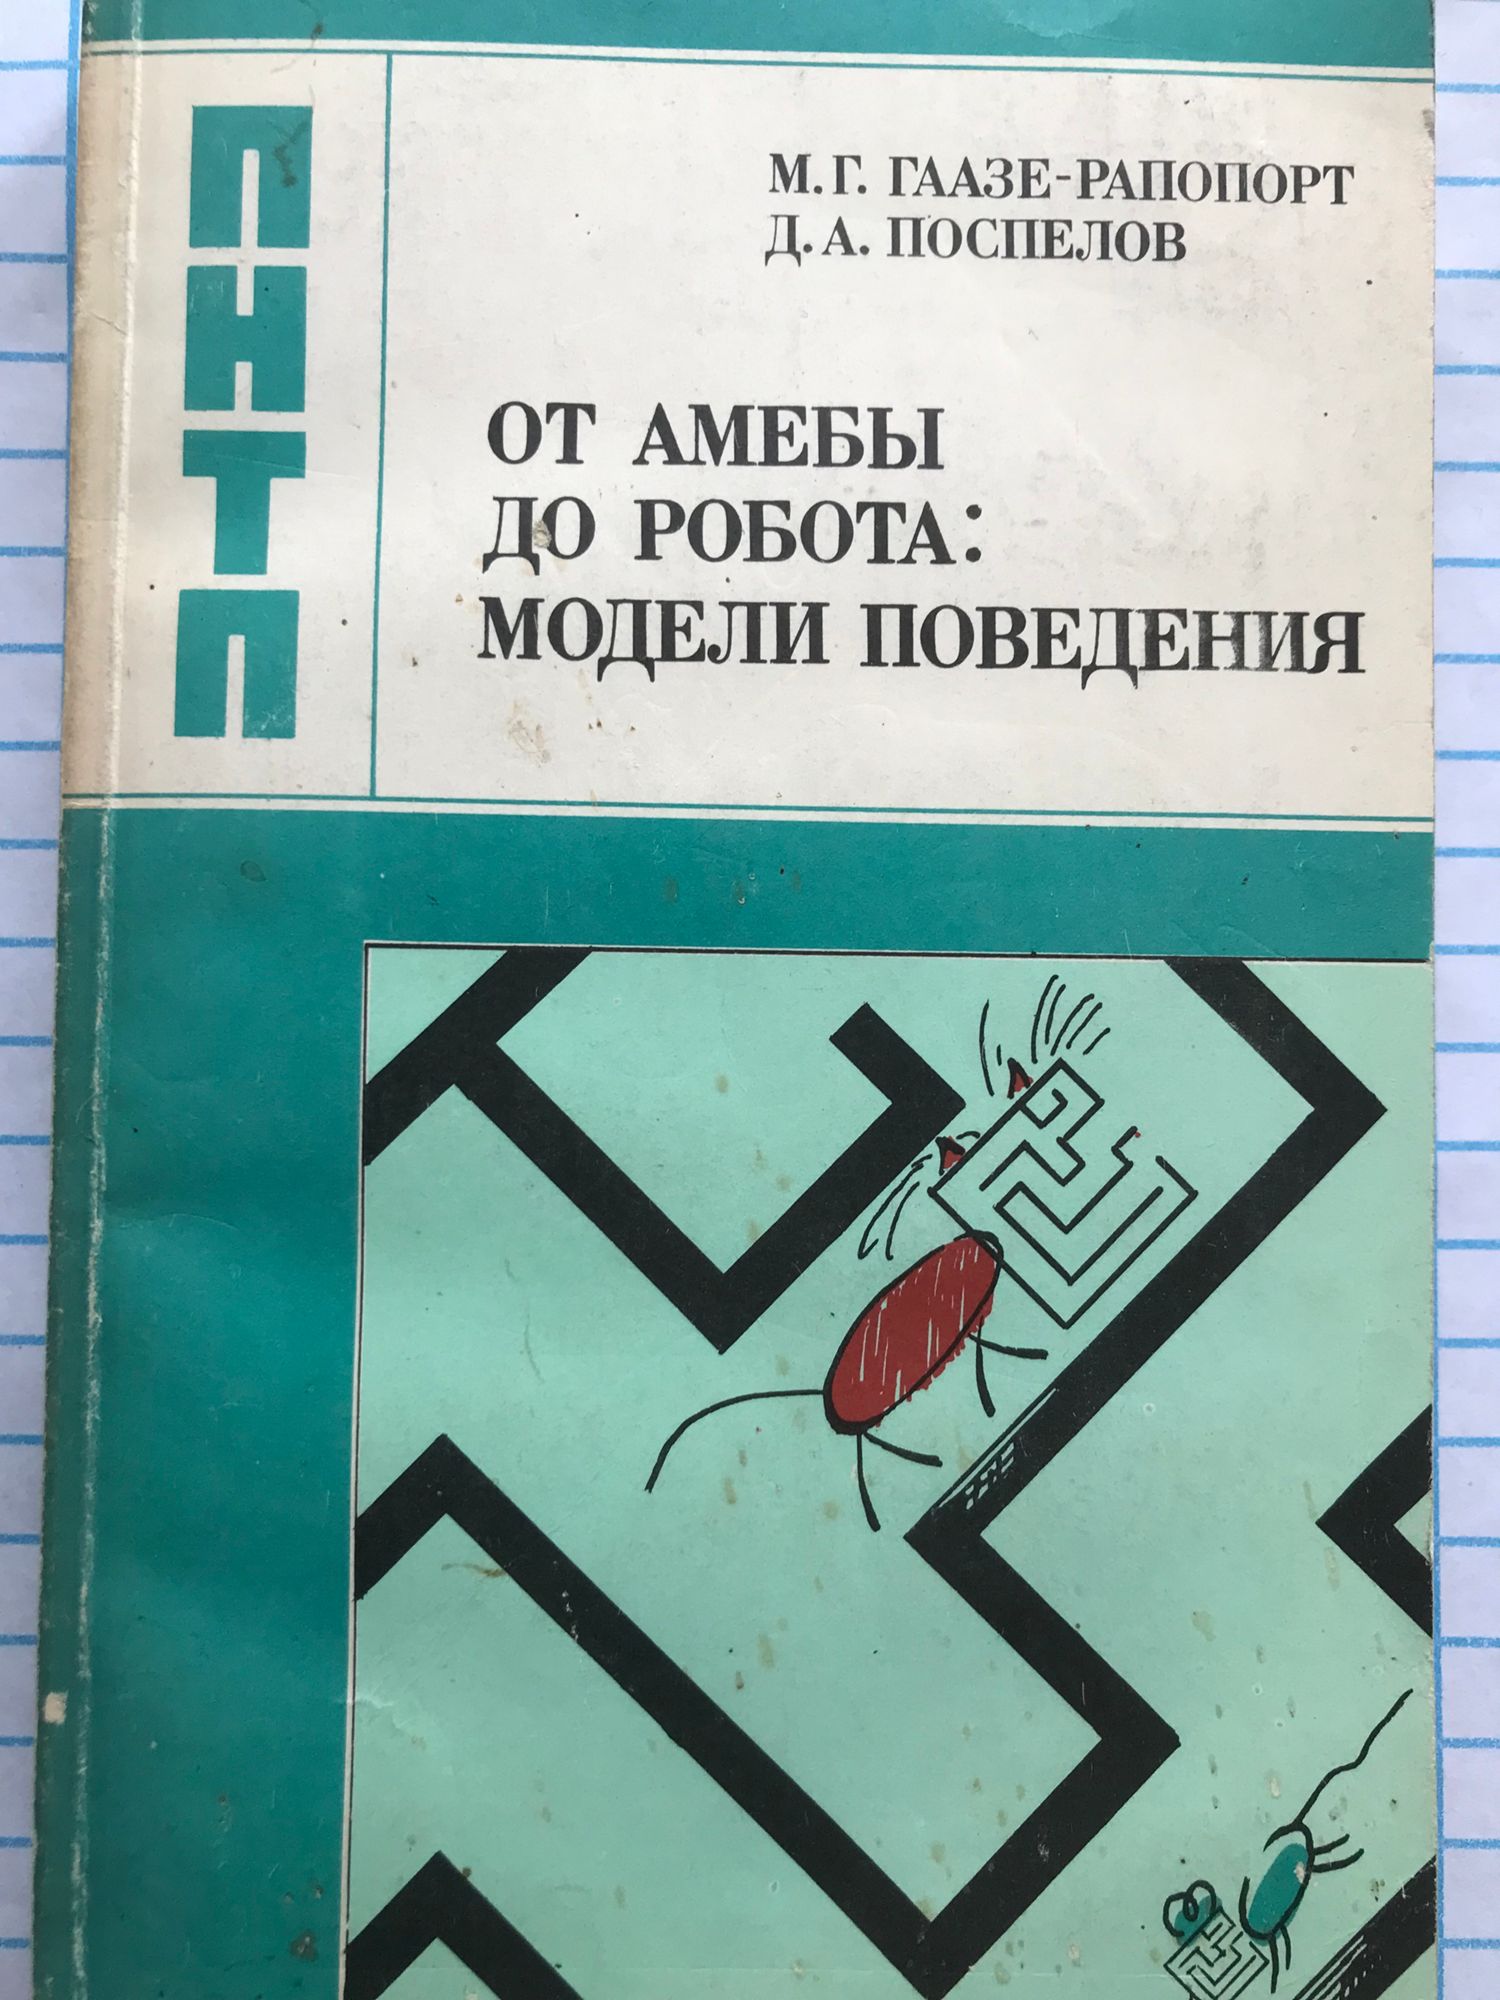 ПНТП
М. Г. ГААЗЕ-РАПОПОРТ
Д. А. ПОСПЕЛОВ
ОТ АМЕБЫ
ДО РОБОТА:
МОДЕЛИ ПОВЕДЕНИЯ